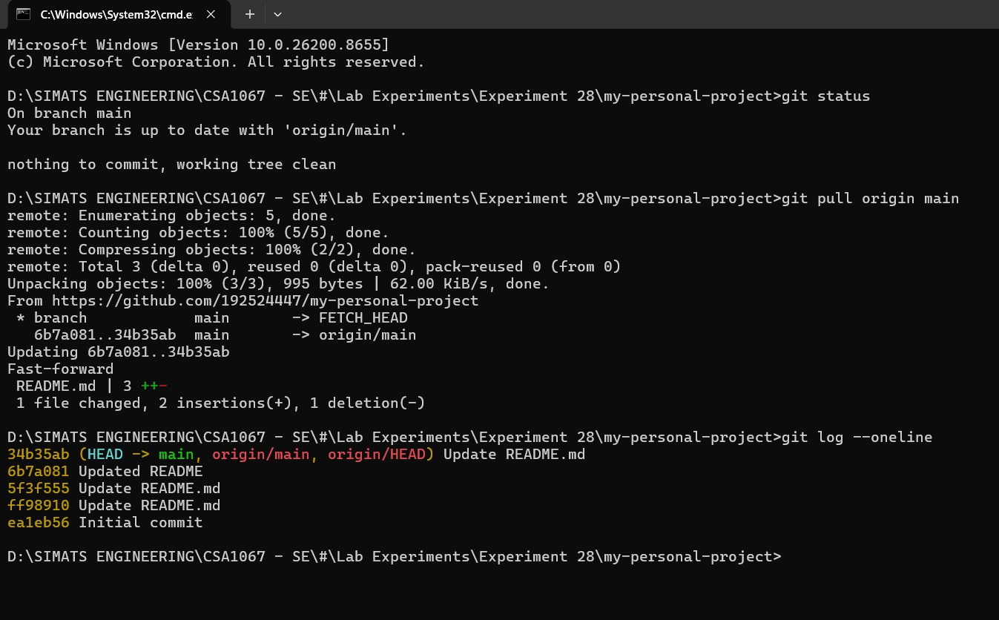 C:\Windows\System32\cmd.e
Microsoft Windows [Version 10.0.26200.8655]
(c) Microsoft Corporation. All rights reserved.
D:\SIMATS ENGINEERING\CSA1067 - SE\#\Lab Experiments\Experiment 28\my-personal-project>git status
On branch main
Your branch is up to date with 'origin/main'.
nothing to commit, working tree clean
D:\SIMATS ENGINEERING\CSA1067 - SE\#\Lab Experiments\Experiment 28\my-personal-project>git pull origin main
remote: Enumerating objects: 5, done.
remote: Counting objects: 100% (5/5), done.
remote: Compressing objects: 100% (2/2), done.
remote: Total 3 (delta 0), reused 0 (delta 0), pack-reused 0 (from 0)
Unpacking objects: 100% (3/3), 995 bytes | 62.00 KiB/s, done.
From https://github.com/192524447/my-personal-project
 * branch            main       -> FETCH_HEAD
   6b7a081..34b35ab  main       -> origin/main
Updating 6b7a081..34b35ab
Fast-forward
 README.md | 3 ++-
 1 file changed, 2 insertions(+), 1 deletion(-)
D:\SIMATS ENGINEERING\CSA1067 - SE\#\Lab Experiments\Experiment 28\my-personal-project>git log --oneline
34b35ab (HEAD -> main, origin/main, origin/HEAD) Update README.md
6b7a081 Updated README
5f3f555 Update README.md
ff98910 Update README.md
ea1eb56 Initial commit
D:\SIMATS ENGINEERING\CSA1067 - SE\#\Lab Experiments\Experiment 28\my-personal-project>